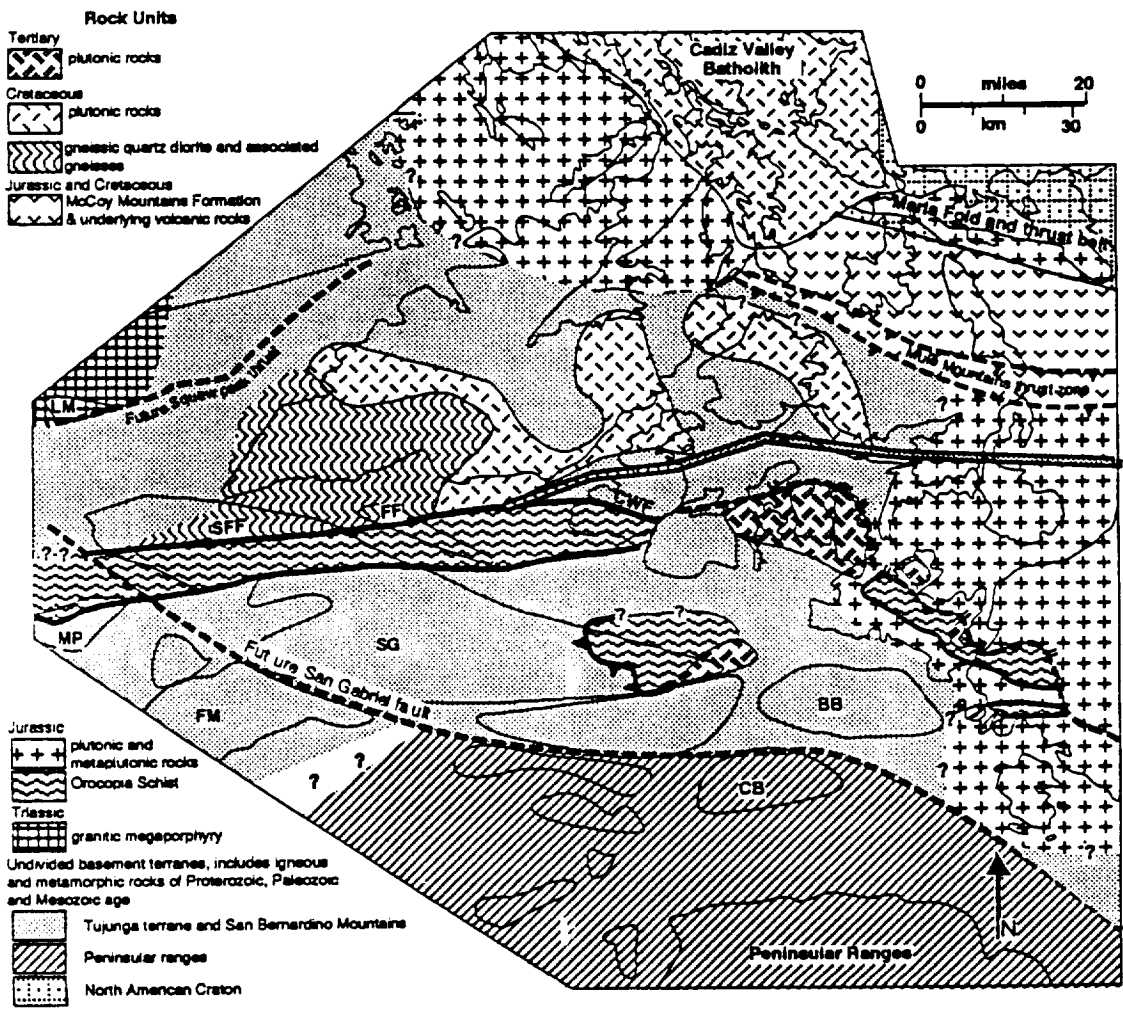 Rock Units
Tertiary
plutonic rocks
Cretaceous
plutonic rocks
gneissic quartz diorite and associated
gneisses
Jurassic and Cretaceous
McCoy Mountains Formation
& underlying volcanic rocks
Cadiz Valley
Batholith
0 miles 20
0 km 30
Maria Fold and thrust belt
Mule Mountains thrust zone
?
?
?
LM
Future Squaw peak thrust
LWF
FF
SFF
? ?
?
MP
SG
? ?
Future San Gabriel fault
FM
BB
?
?
? ?
CB
?
N
Peninsular Ranges
Jurassic
plutonic and
metaplutonic rocks
Orocopia Schist
Triassic
granitic megaporphyry
Undivided basement terranes, includes igneous
and metamorphic rocks of Proterozoic, Paleozoic
and Mesozoic age
Tujunga terrane and San Bernardino Mountains
Peninsular ranges
North American Craton